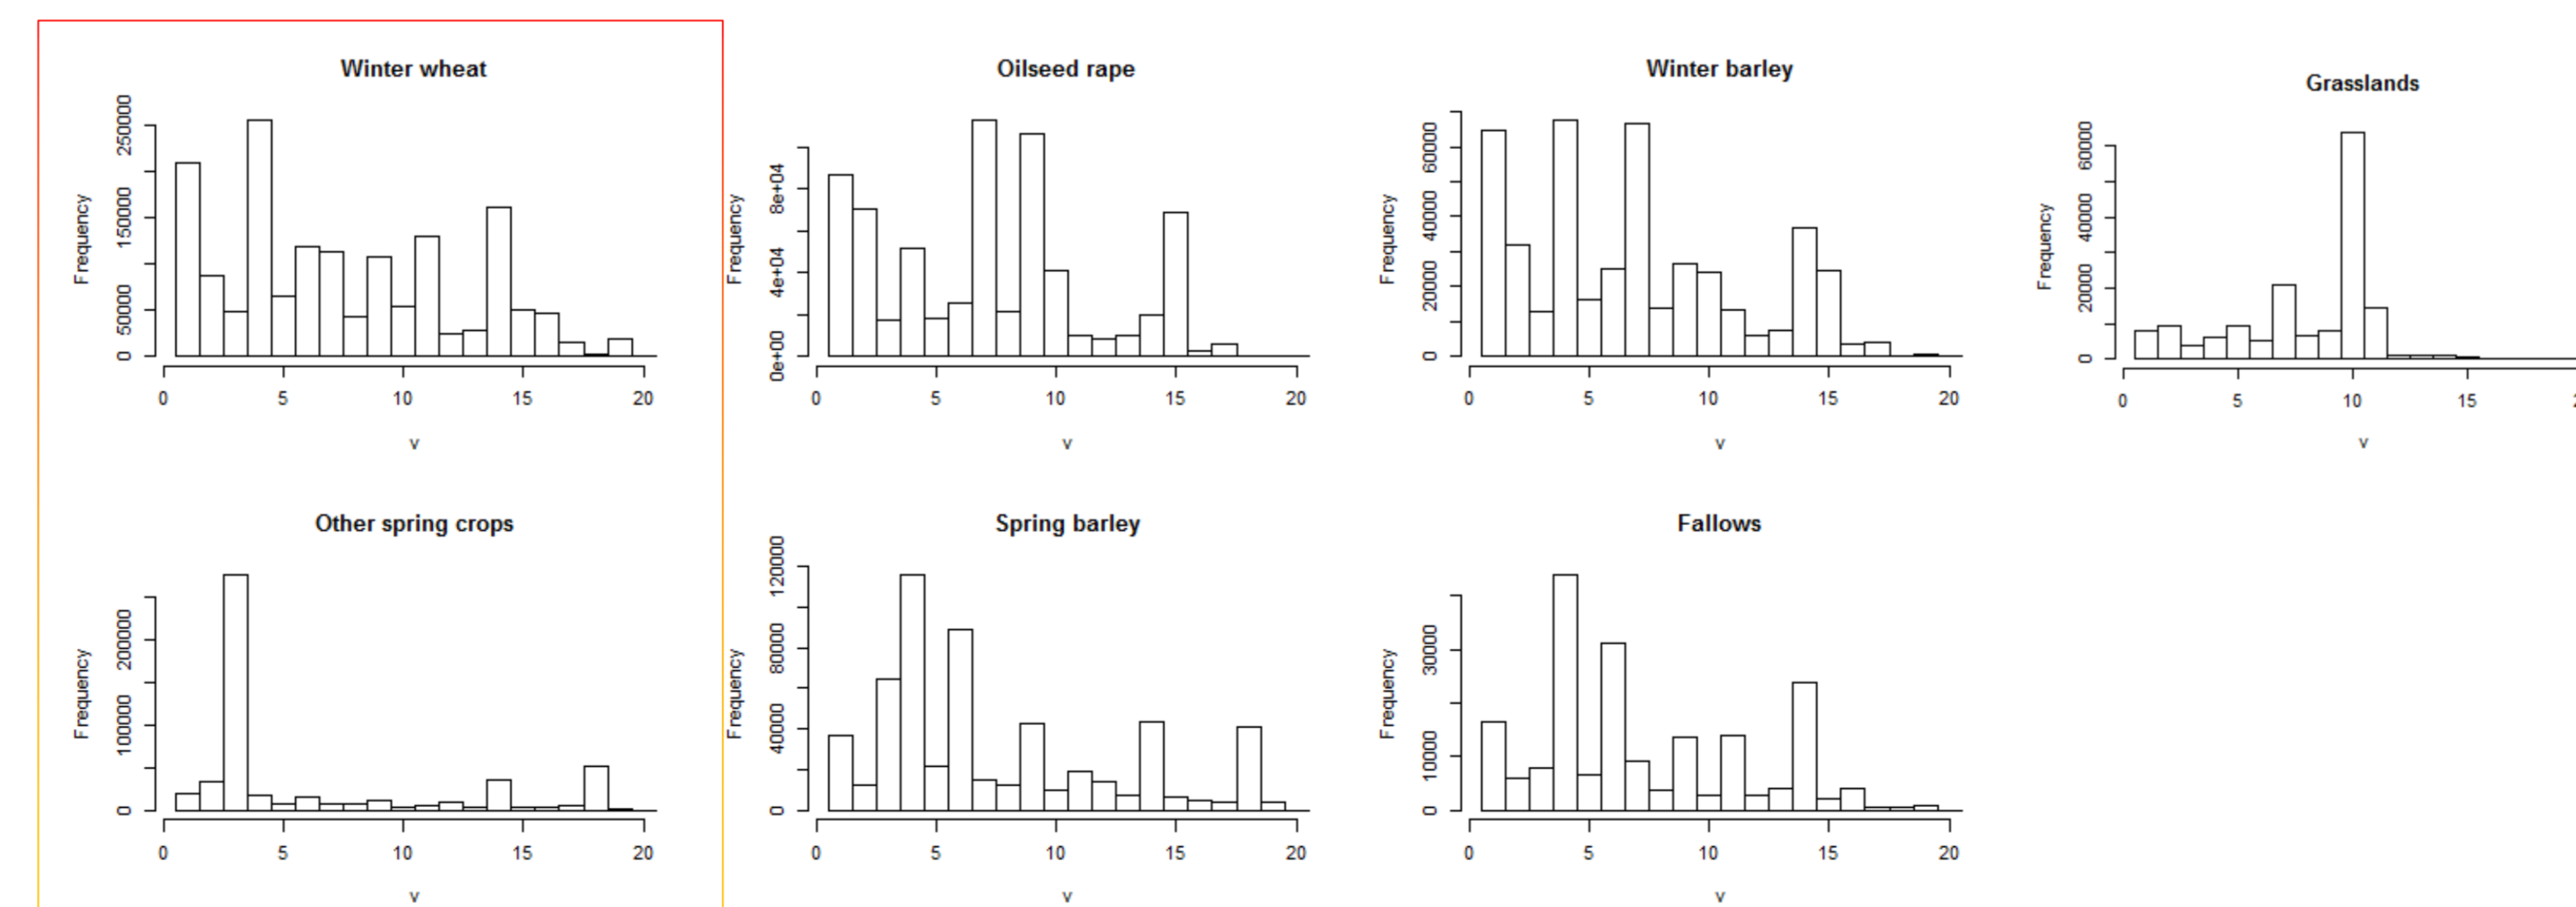 Winter wheat
Frequency
0 50000 150000 250000
0 5 10 15 20
v
Oilseed rape
Frequency
0e+00 4e+04 8e+04
0 5 10 15 20
v
Winter barley
Frequency
0 20000 40000 60000
0 5 10 15 20
v
Grasslands
Frequency
0 20000 40000 60000
0 5 10 15
v
Other spring crops
Frequency
0 100000 200000
0 5 10 15 20
v
Spring barley
Frequency
0 40000 80000 120000
0 5 10 15 20
v
Fallows
Frequency
0 10000 30000
0 5 10 15 20
v